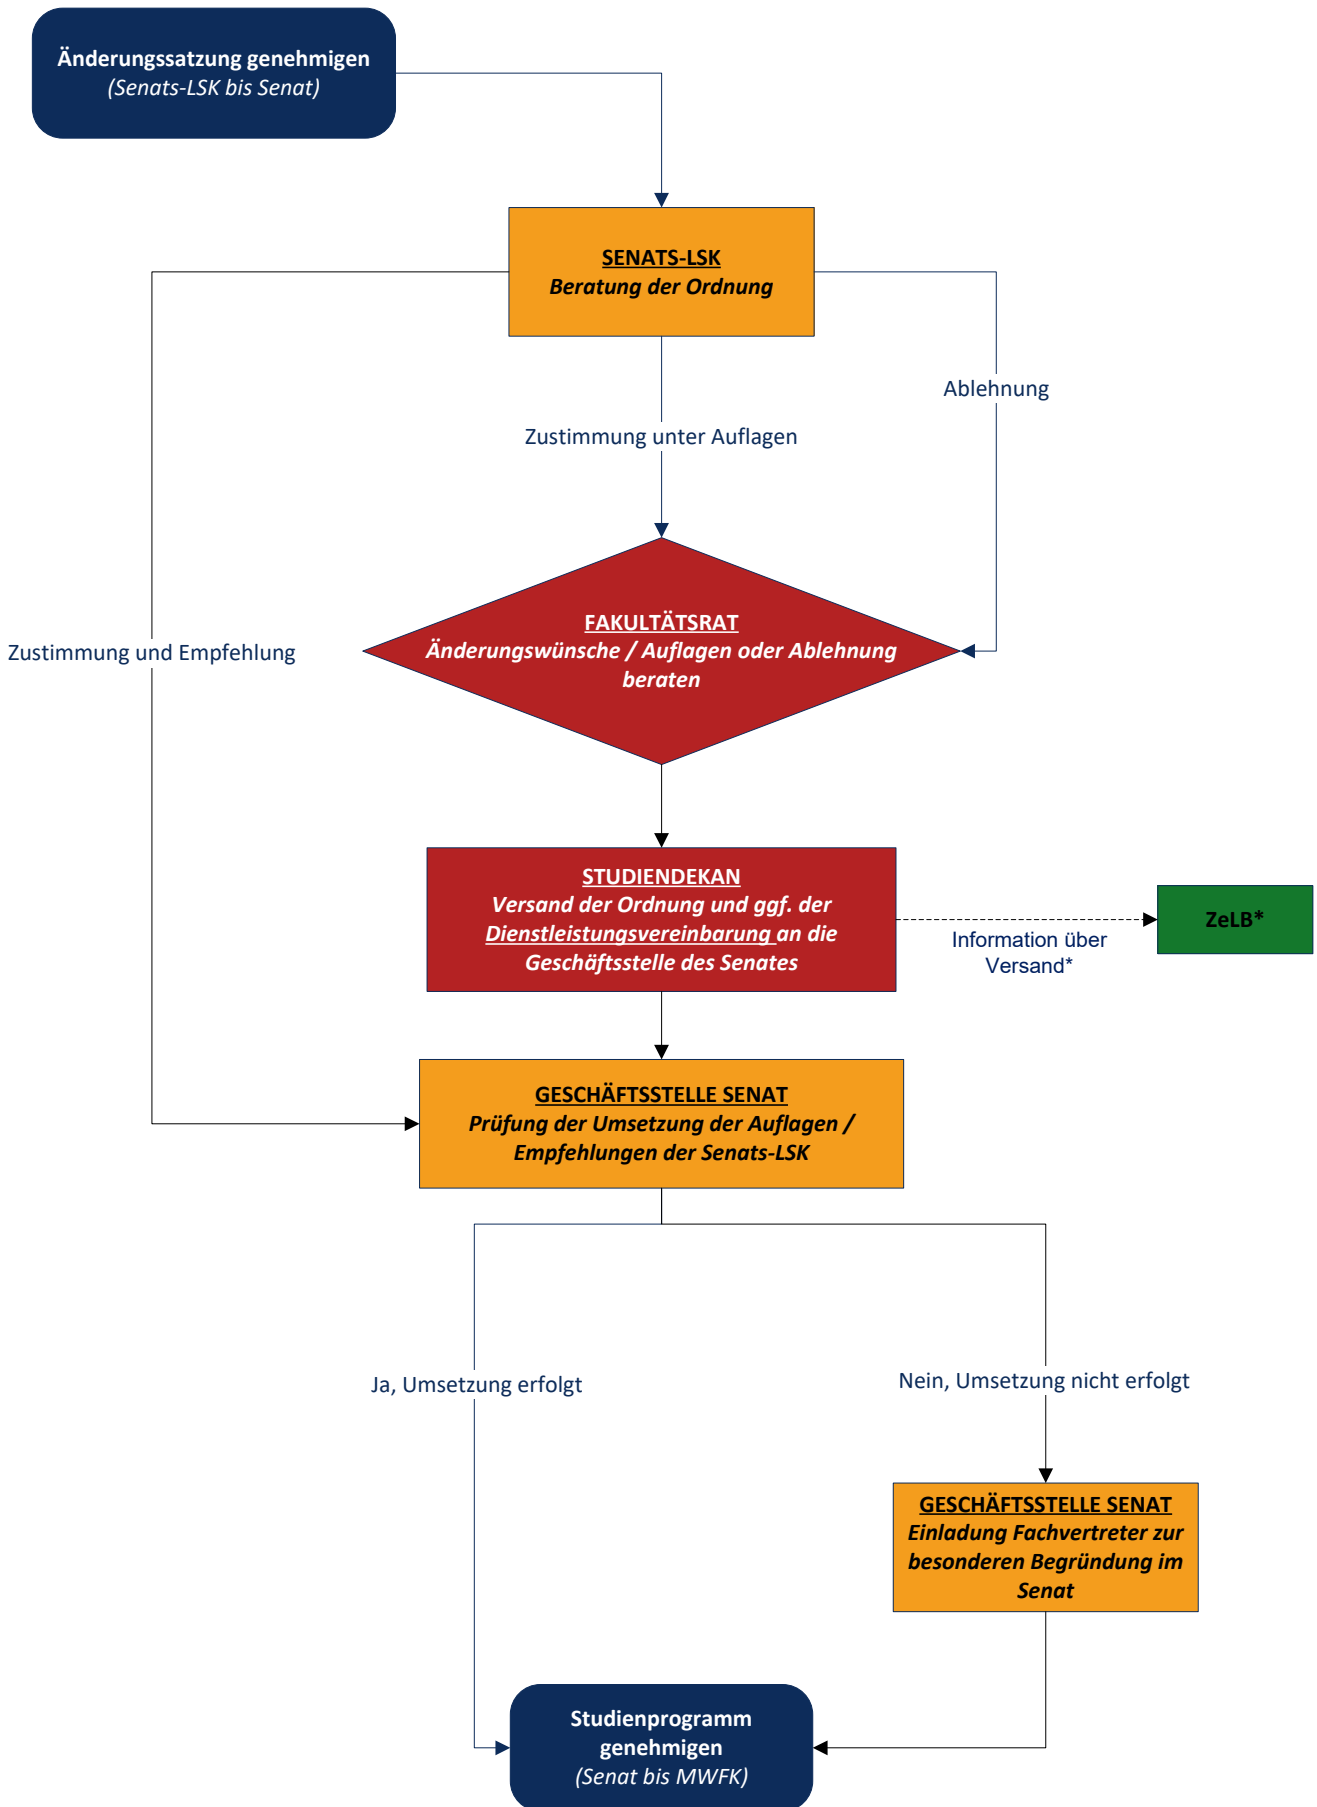 Änderungssatzung genehmigen
(Senats-LSK bis Senat)
SENATS-LSK
Beratung der Ordnung
Ablehnung
Zustimmung unter Auflagen
FAKULTÄTSRAT
Änderungswünsche / Auflagen oder Ablehnung
beraten
Zustimmung und Empfehlung
STUDIENDEKAN
Versand der Ordnung und ggf. der
Dienstleistungsvereinbarung an die
Geschäftsstelle des Senates
Information über
Versand*
ZeLB*
GESCHÄFTSSTELLE SENAT
Prüfung der Umsetzung der Auflagen /
Empfehlungen der Senats-LSK
Ja, Umsetzung erfolgt
Nein, Umsetzung nicht erfolgt
GESCHÄFTSSTELLE SENAT
Einladung Fachvertreter zur
besonderen Begründung im
Senat
Studienprogramm
genehmigen
(Senat bis MWFK)